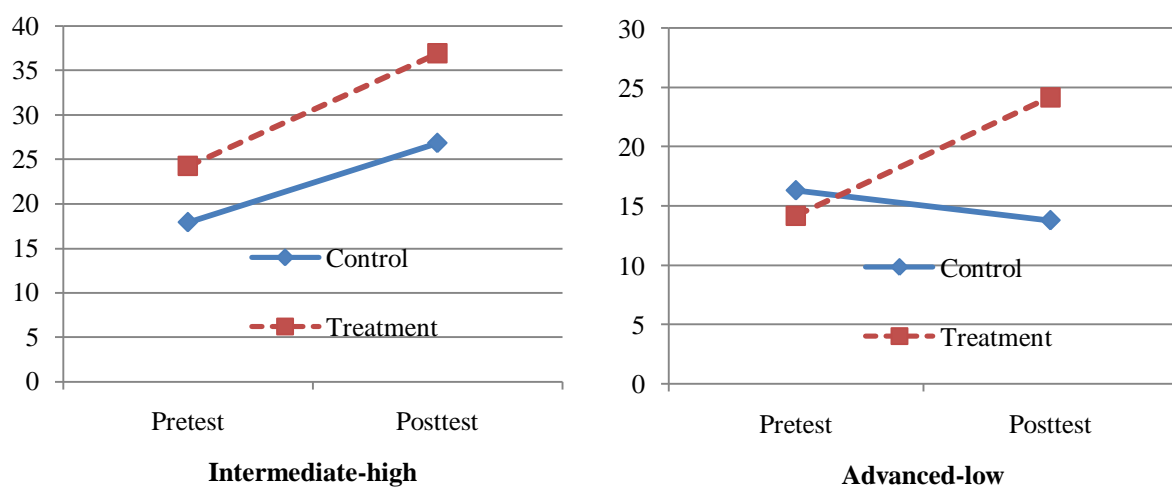 40
35
30
25
20
15
10
5
0
Control
Treatment
Pretest Posttest
Intermediate-high
30
25
20
15
10
5
0
Control
Treatment
Pretest Posttest
Advanced-low